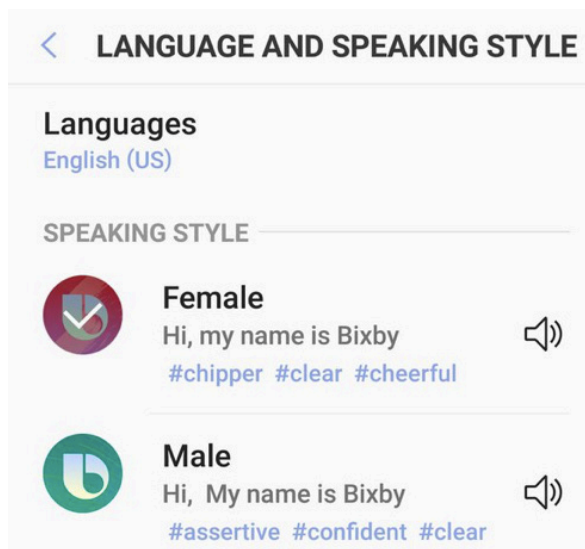 LANGUAGE AND SPEAKING STYLE
Languages
English (US)
SPEAKING STYLE
Female
Hi, my name is Bixby
#chipper #clear #cheerful
Male
Hi, My name is Bixby
#assertive #confident #clear